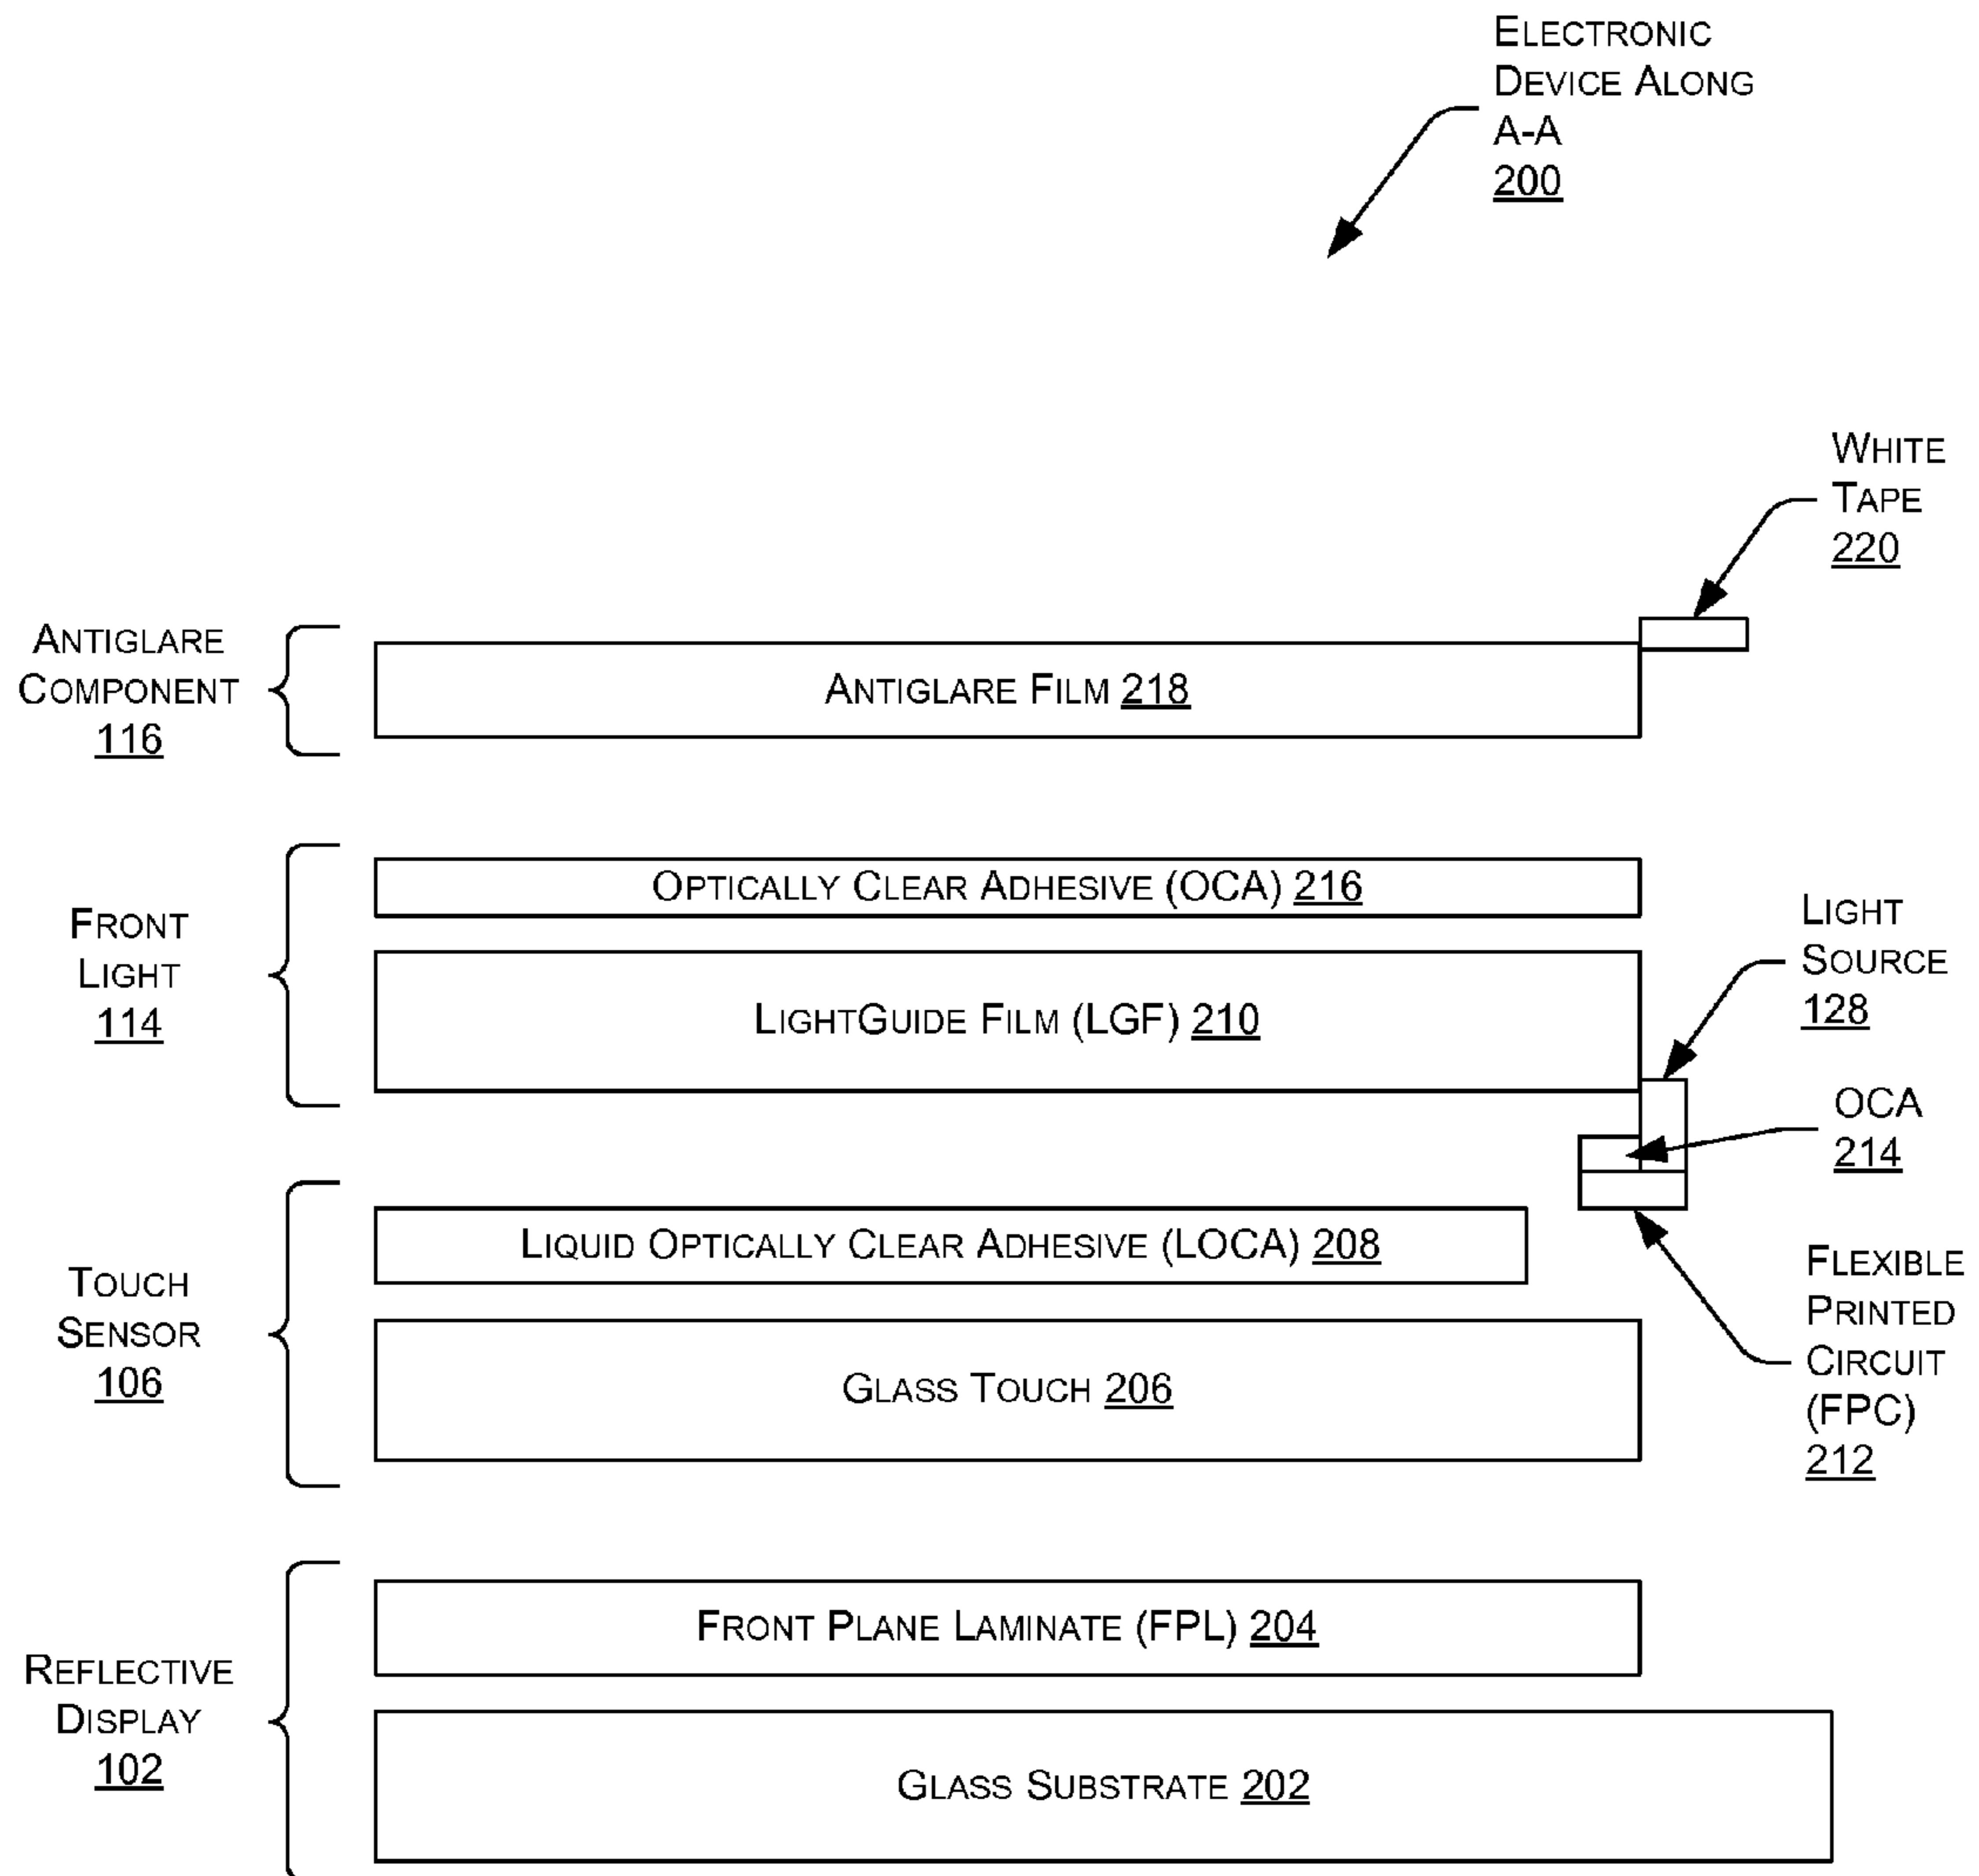 ELECTRONIC
DEVICE ALONG
A-A
200
WHITE
TAPE
220
ANTIGLARE
COMPONENT
116
ANTIGLARE FILM 218
OPTICALLY CLEAR ADHESIVE (OCA) 216
FRONT
LIGHT
114
LIGHT
SOURCE
128
LIGHTGUIDE FILM (LGF) 210
OCA
214
LIQUID OPTICALLY CLEAR ADHESIVE (LOCA) 208
TOUCH
SENSOR
106
FLEXIBLE
PRINTED
CIRCUIT
(FPC)
212
GLASS TOUCH 206
FRONT PLANE LAMINATE (FPL) 204
REFLECTIVE
DISPLAY
102
GLASS SUBSTRATE 202